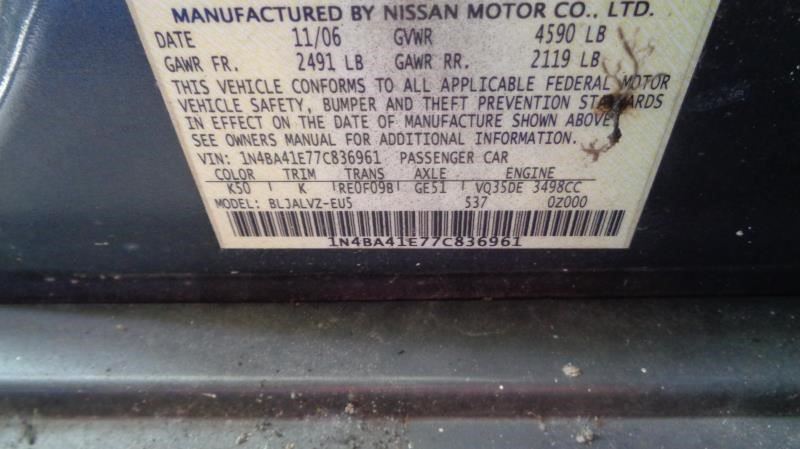 MANUFACTURED BY NISSAN MOTOR CO., LTD.
DATE 11/06 GVWR 4590 LB
GAWR FR. 2491 LB GAWR RR. 2119 LB
THIS VEHICLE CONFORMS TO ALL APPLICABLE FEDERAL MOTOR
VEHICLE SAFETY, BUMPER AND THEFT PREVENTION STANDARDS
IN EFFECT ON THE DATE OF MANUFACTURE SHOWN ABOVE
SEE OWNERS MANUAL FOR ADDITIONAL INFORMATION.
VIN: 1N4BA41E77C836961 PASSENGER CAR
COLOR TRIM TRANS AXLE ENGINE
K50 K RE0F09B GE51 VQ35DE 3498CC
MODEL: BLJALVZ-EU5 537 0Z000
1N4BA41E77C836961